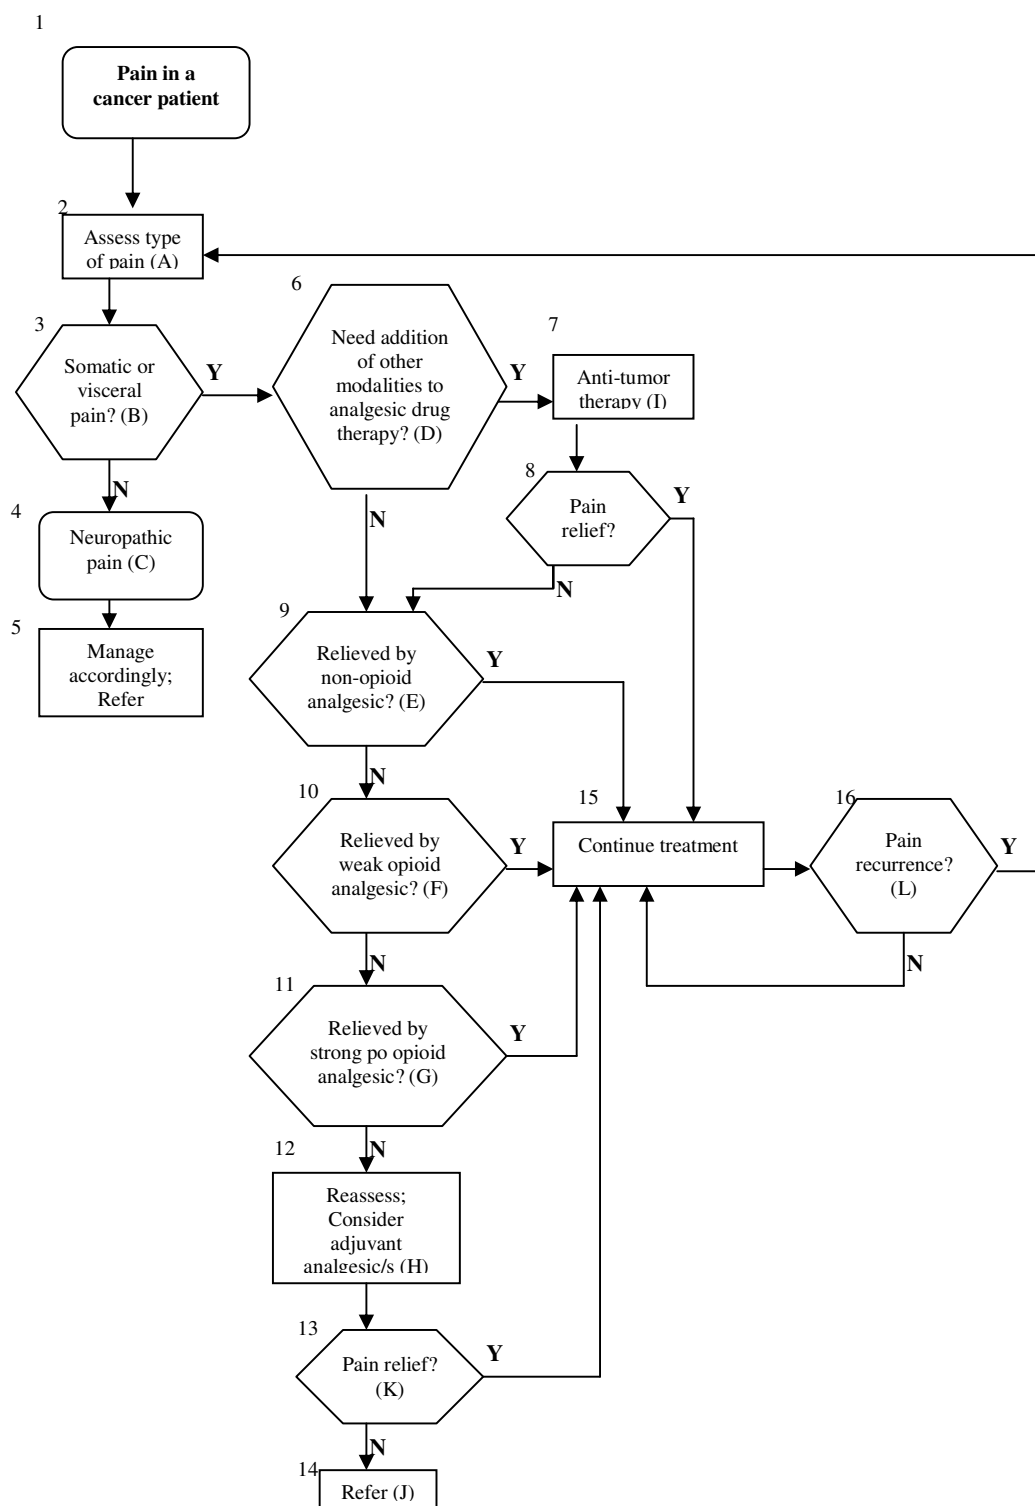 1
Pain in a
cancer patient
2
Assess type
of pain (A)
3
Somatic or
visceral
pain? (B)
Y
N
4
Neuropathic
pain (C)
5
Manage
accordingly;
Refer
6
Need addition
of other
modalities to
analgesic drug
therapy? (D)
Y
N
7
Anti-tumor
therapy (I)
8
Pain
relief?
Y
N
9
Relieved by
non-opioid
analgesic? (E)
Y
N
10
Relieved by
weak opioid
analgesic? (F)
Y
N
11
Relieved by
strong po opioid
analgesic? (G)
Y
N
12
Reassess;
Consider
adjuvant
analgesic/s (H)
13
Pain relief?
(K)
Y
N
14
Refer (J)
15
Continue treatment
16
Pain
recurrence?
(L)
Y
N